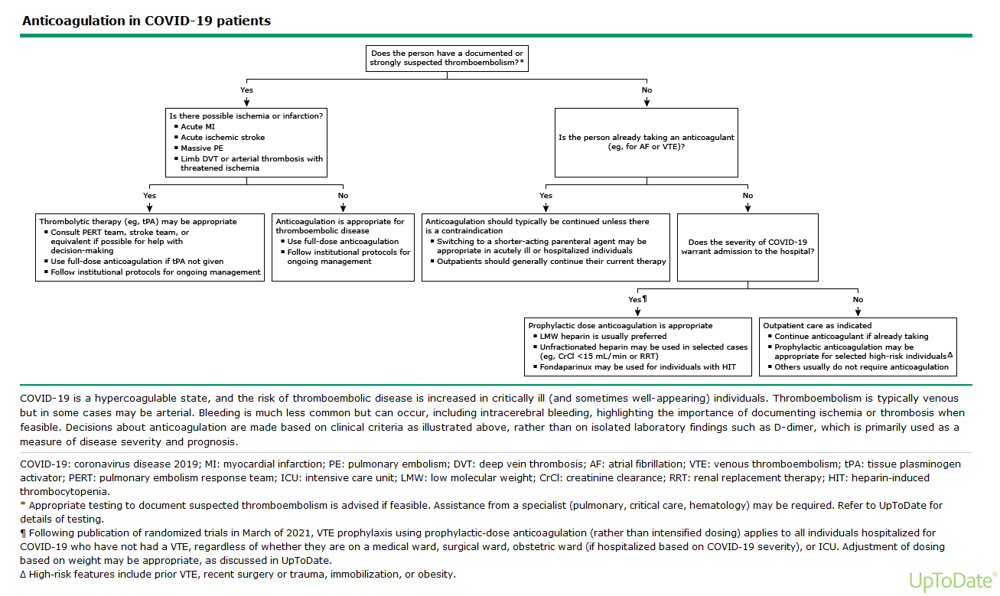 Anticoagulation in COVID-19 patients
Does the person have a documented or
strongly suspected thromboembolism?*
Yes
No
Is there possible ischemia or infarction?
▪ Acute MI
▪ Acute ischemic stroke
▪ Massive PE
▪ Limb DVT or arterial thrombosis with
threatened ischemia
Is the person already taking an anticoagulant
(eg, for AF or VTE)?
Yes
No
Yes
No
Thrombolytic therapy (eg, tPA) may be appropriate
▪ Consult PERT team, stroke team, or
equivalent if possible for help with
decision-making
▪ Use full-dose anticoagulation if tPA not given
▪ Follow institutional protocols for ongoing management
Anticoagulation is appropriate for
thromboembolic disease
▪ Use full-dose anticoagulation
▪ Follow institutional protocols for
ongoing management
Anticoagulation should typically be continued unless there
is a contraindication
▪ Switching to a shorter-acting parenteral agent may be
appropriate in acutely ill or hospitalized individuals
▪ Outpatients should generally continue their current therapy
Does the severity of COVID-19
warrant admission to the hospital?
Yes¶
No
Prophylactic dose anticoagulation is appropriate
▪ LMW heparin is usually preferred
▪ Unfractionated heparin may be used in selected cases
(eg, CrCl <15 mL/min or RRT)
▪ Fondaparinux may be used for individuals with HIT
Outpatient care as indicated
▪ Continue anticoagulant if already taking
▪ Prophylactic anticoagulation may be
appropriate for selected high-risk individualsΔ
▪ Others usually do not require anticoagulation
COVID-19 is a hypercoagulable state, and the risk of thromboembolic disease is increased in critically ill (and sometimes well-appearing) individuals. Thromboembolism is typically venous
but in some cases may be arterial. Bleeding is much less common but can occur, including intracerebral bleeding, highlighting the importance of documenting ischemia or thrombosis when
feasible. Decisions about anticoagulation are made based on clinical criteria as illustrated above, rather than on isolated laboratory findings such as D-dimer, which is primarily used as a
measure of disease severity and prognosis.
COVID-19: coronavirus disease 2019; MI: myocardial infarction; PE: pulmonary embolism; DVT: deep vein thrombosis; AF: atrial fibrillation; VTE: venous thromboembolism; tPA: tissue plasminogen
activator; PERT: pulmonary embolism response team; ICU: intensive care unit; LMW: low molecular weight; CrCl: creatinine clearance; RRT: renal replacement therapy; HIT: heparin-induced
thrombocytopenia.
* Appropriate testing to document suspected thromboembolism is advised if feasible. Assistance from a specialist (pulmonary, critical care, hematology) may be required. Refer to UpToDate for
details of testing.
¶ Following publication of randomized trials in March of 2021, VTE prophylaxis using prophylactic-dose anticoagulation (rather than intensified dosing) applies to all individuals hospitalized for
COVID-19 who have not had a VTE, regardless of whether they are on a medical ward, surgical ward, obstetric ward (if hospitalized based on COVID-19 severity), or ICU. Adjustment of dosing
based on weight may be appropriate, as discussed in UpToDate.
Δ High-risk features include prior VTE, recent surgery or trauma, immobilization, or obesity.
UpToDate®